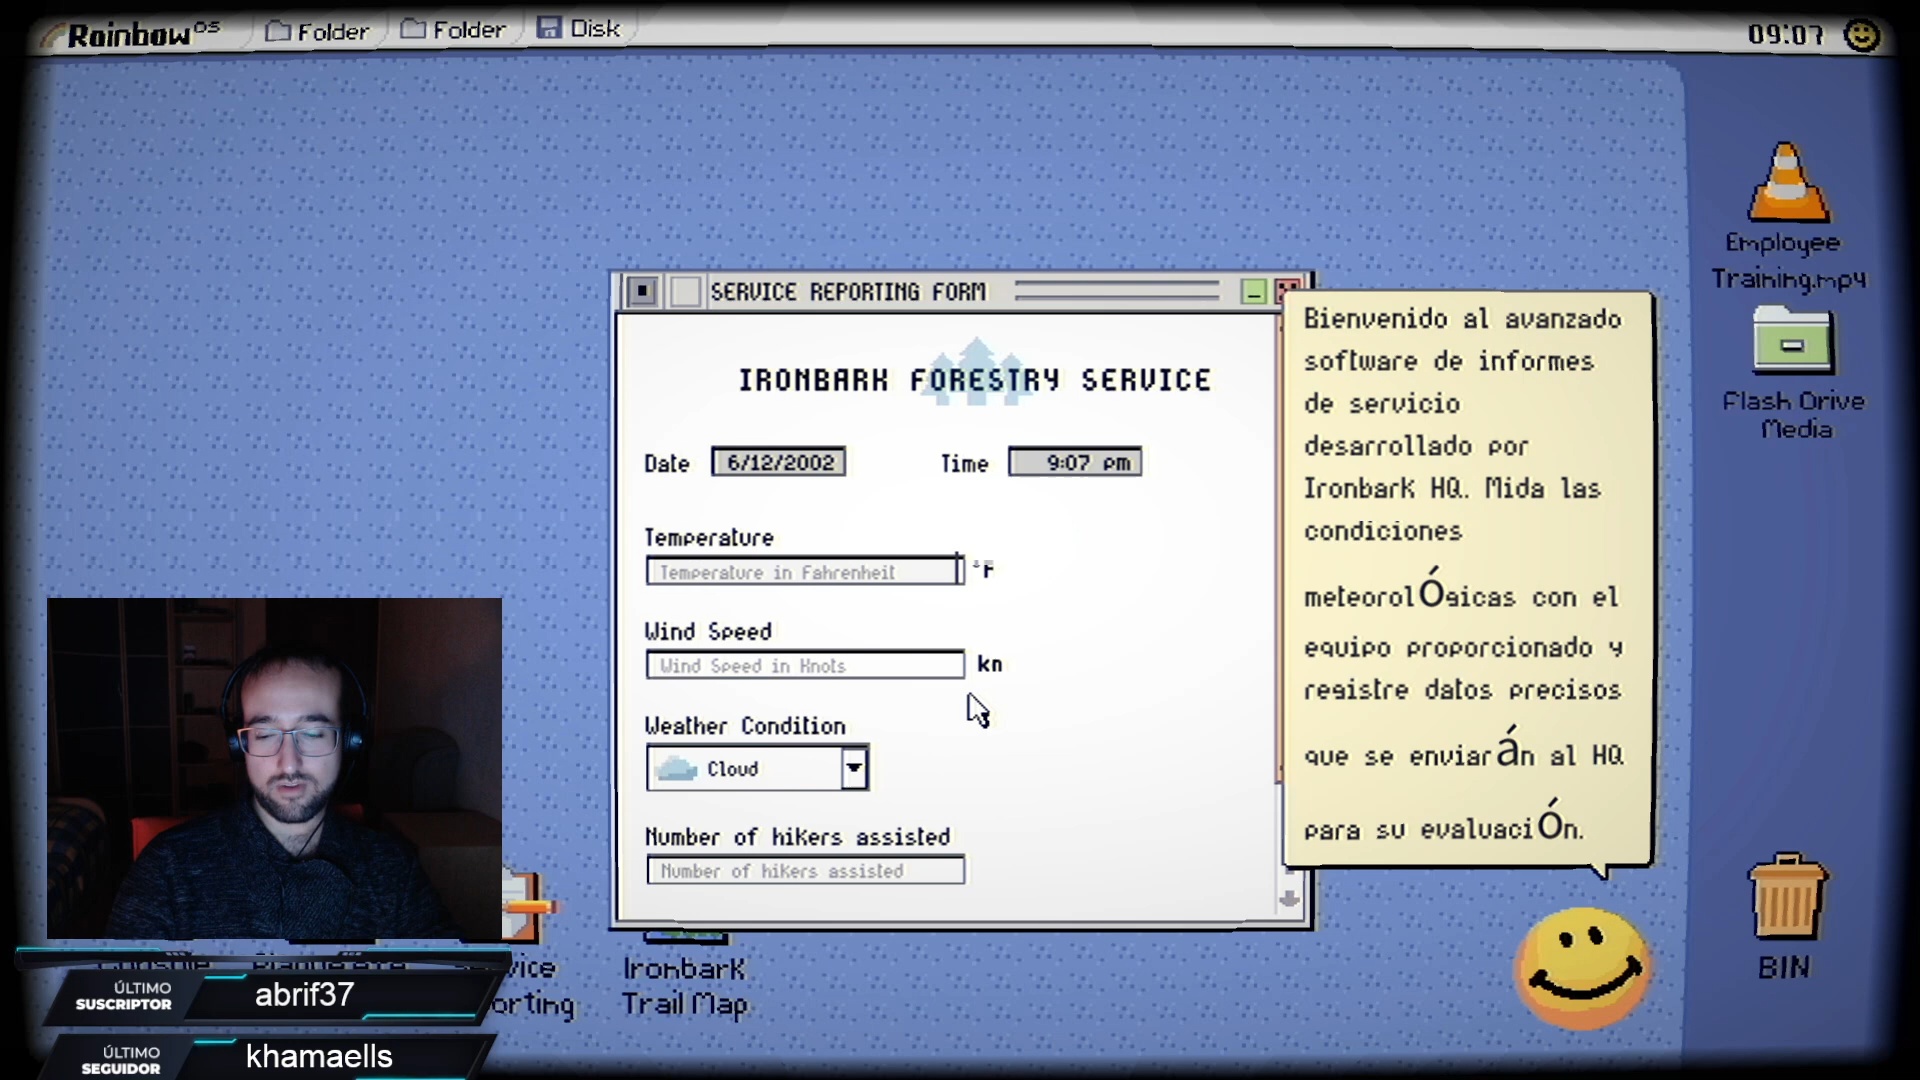 Rainbow OS
Folder
Folder
Disk
09:07
Employee
Training.mp4
Flash Drive
Media
SERVICE REPORTING FORM
IRONBARK FORESTRY SERVICE
Date 6/12/2002 Time 9:07 pm
Temperature
Temperature in Fahrenheit °F
Wind Speed
Wind Speed in Knots kn
Weather Condition
Cloud
Number of hikers assisted
Number of hikers assisted
Bienvenido al avanzado
software de informes
de servicio
desarrollado por
Ironbark HQ. Mida las
condiciones
meteorolÓgicas con el
equipo proporcionado y
registre datos precisos
que se enviarán al HQ
para su evaluaciÓn.
BIN
Ironbark
Trail Map
ÚLTIMO
SUSCRIPTOR
abrif37
ÚLTIMO
SEGUIDOR
khamaells